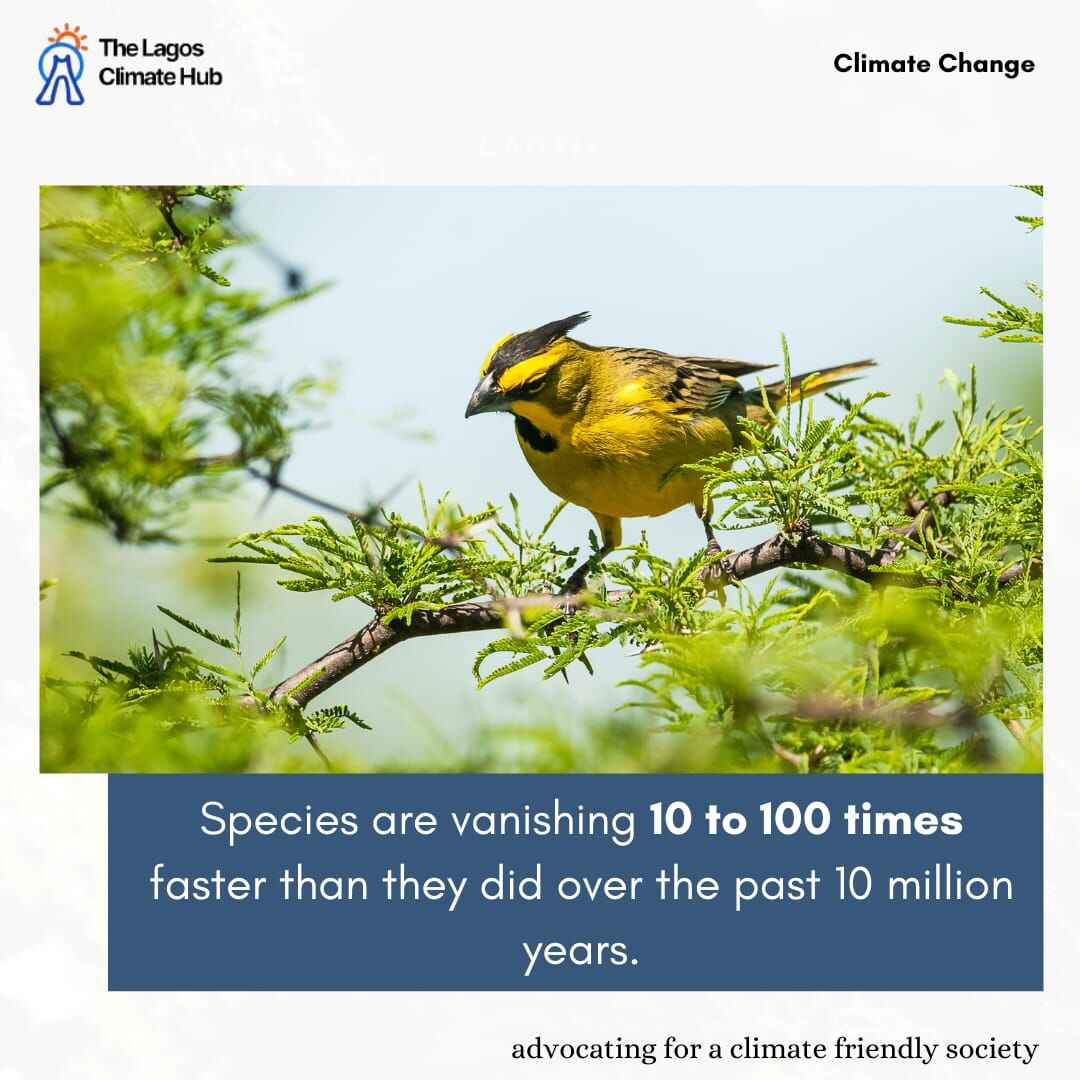 The Lagos
Climate Hub
Climate Change
Species are vanishing 10 to 100 times
faster than they did over the past 10 million
years.
advocating for a climate friendly society